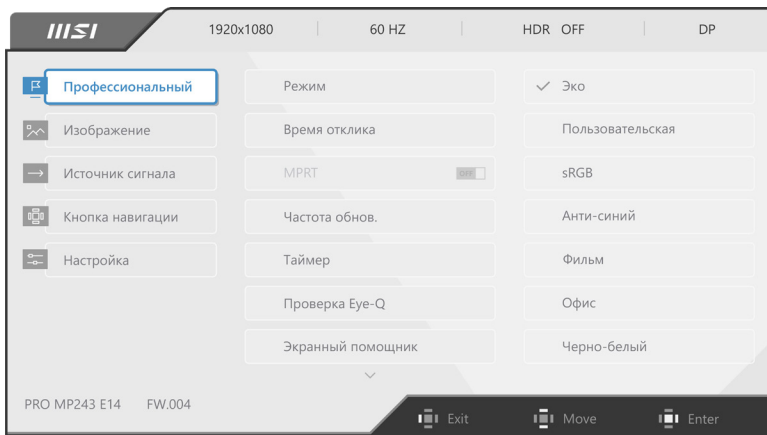 msi 1920x1080 60 HZ HDR OFF DP
Профессиональный Режим Эко
Изображение Время отклика Пользовательская
Источник сигнала MPRT OFF sRGB
Кнопка навигации Частота обнов. Анти-синий
Настройка Таймер Фильм
Проверка Eye-Q Офис
Экранный помощник Черно-белый
PRO MP243 E14 FW.004 Exit Move Enter